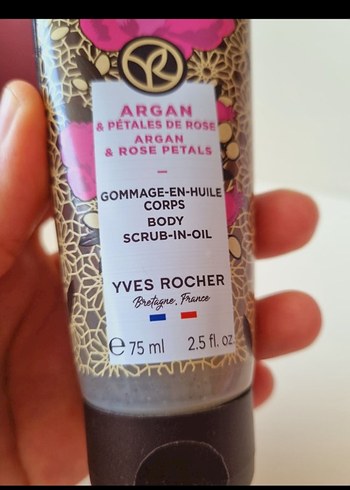 ARGAN
& PÉTALES DE ROSE
ARGAN
& ROSE PETALS
GOMMAGE-EN-HUILE
CORPS
BODY
SCRUB-IN-OIL
YVES ROCHER
Bretagne, France
℮ 75 ml 2.5 fl. oz